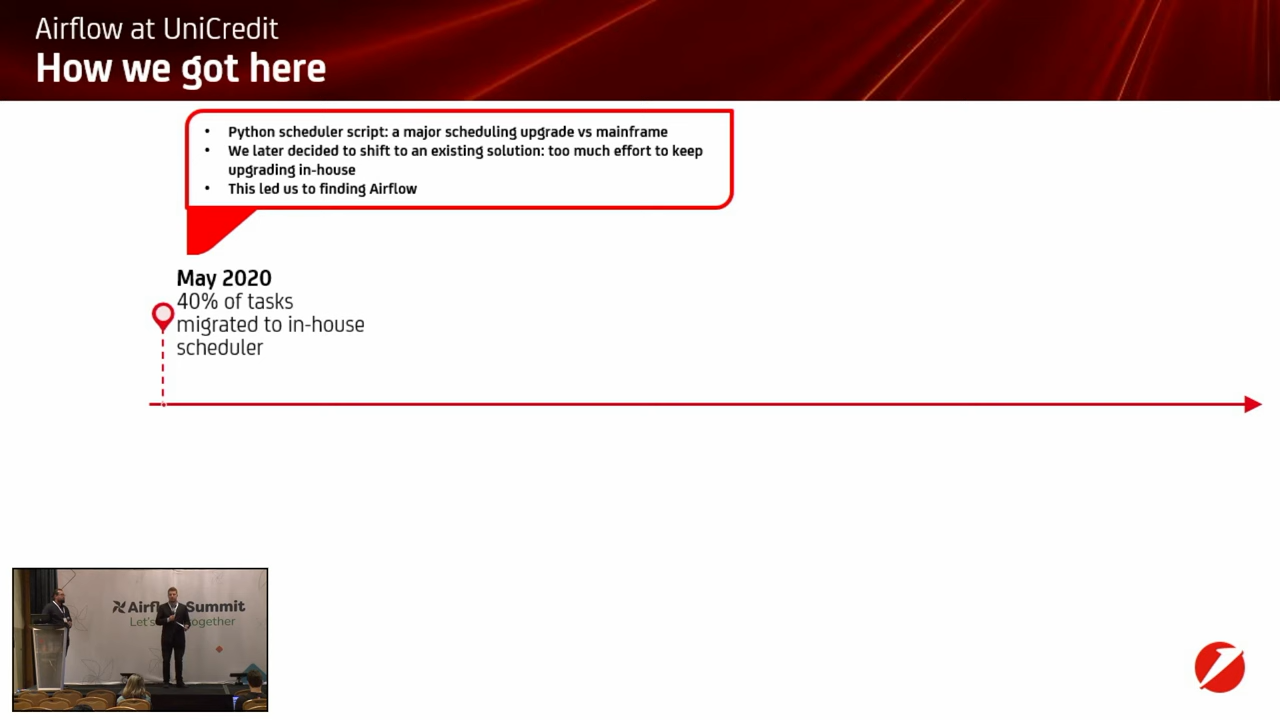 Airflow at UniCredit
How we got here
• Python scheduler script: a major scheduling upgrade vs mainframe
• We later decided to shift to an existing solution: too much effort to keep
upgrading in-house
• This led us to finding Airflow
May 2020
40% of tasks
migrated to in-house
scheduler
Summit
Let's